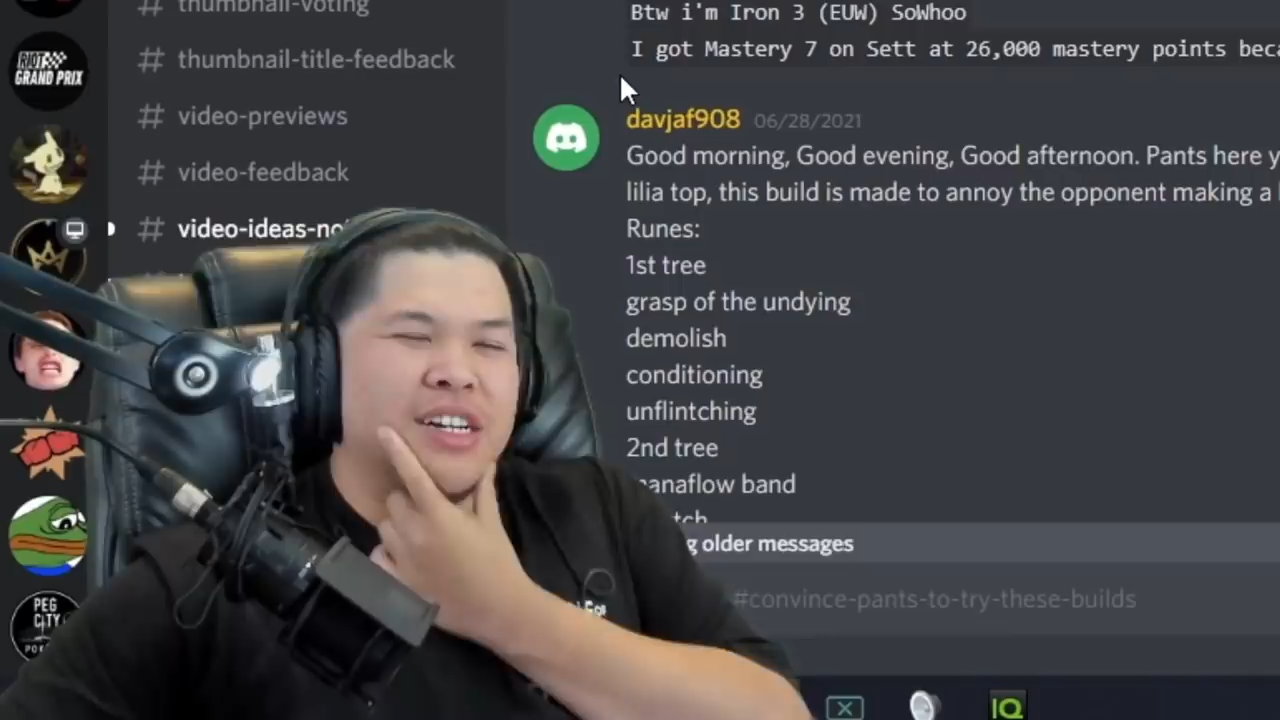 thumbnail-voting
thumbnail-title-feedback
video-previews
video-feedback
video-ideas-no
RIOT
GRAND PRIX
PEG
CITY
Btw i'm Iron 3 (EUW) SoWhoo
I got Mastery 7 on Sett at 26,000 mastery points beca
davjaf908 06/28/2021
Good morning, Good evening, Good afternoon. Pants here y
lilia top, this build is made to annoy the opponent making a
Runes:
1st tree
grasp of the undying
demolish
conditioning
unflintching
2nd tree
manaflow band
older messages
#convince-pants-to-try-these-builds
IQ